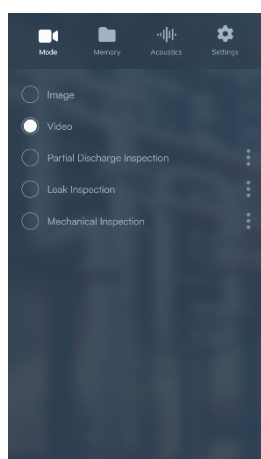 Mode Memory Acoustics Settings
Image
Video
Partial Discharge Inspection
Leak Inspection
Mechanical Inspection